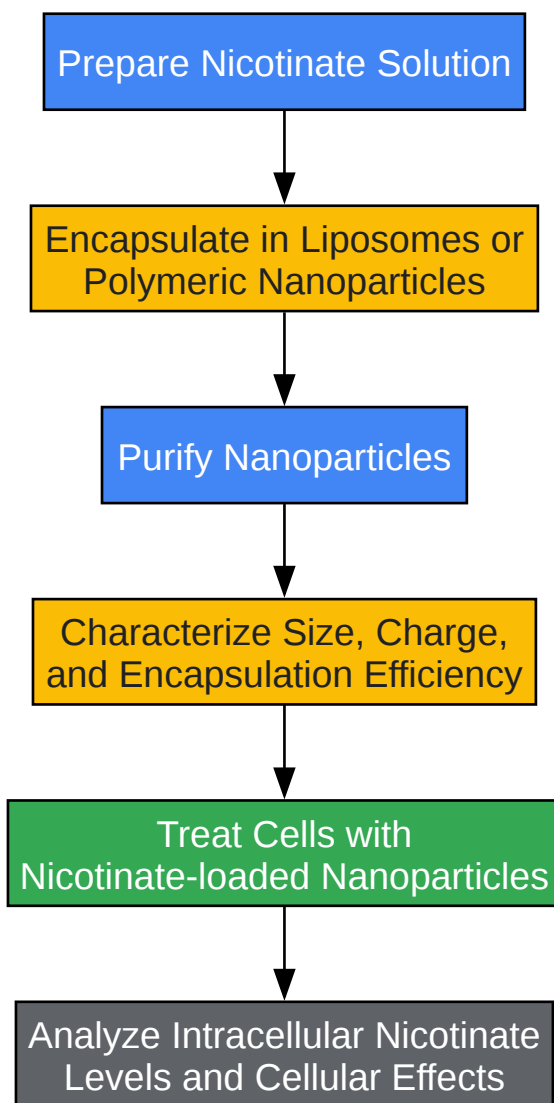 Prepare Nicotinate Solution
Encapsulate in Liposomes or
Polymeric Nanoparticles
Purify Nanoparticles
Characterize Size, Charge,
and Encapsulation Efficiency
Treat Cells with
Nicotinate-loaded Nanoparticles
Analyze Intracellular Nicotinate
Levels and Cellular Effects